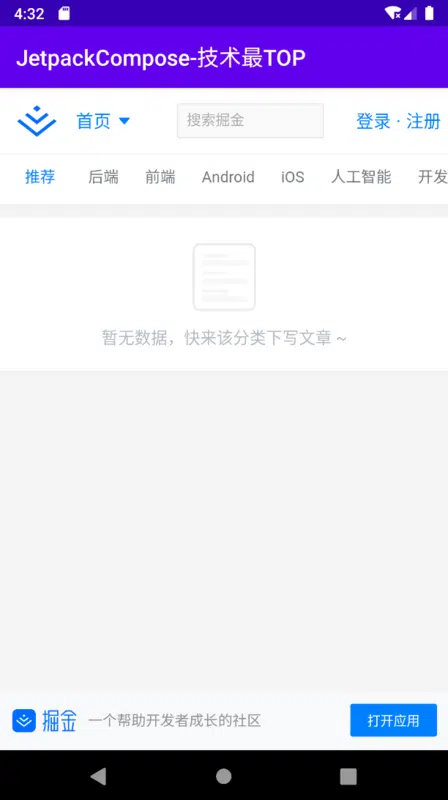 4:32
JetpackCompose-技术最TOP
首页 搜索掘金 登录 · 注册
推荐 后端 前端 Android iOS 人工智能 开发
暂无数据，快来该分类下写文章 ~
掘金 一个帮助开发者成长的社区 打开应用